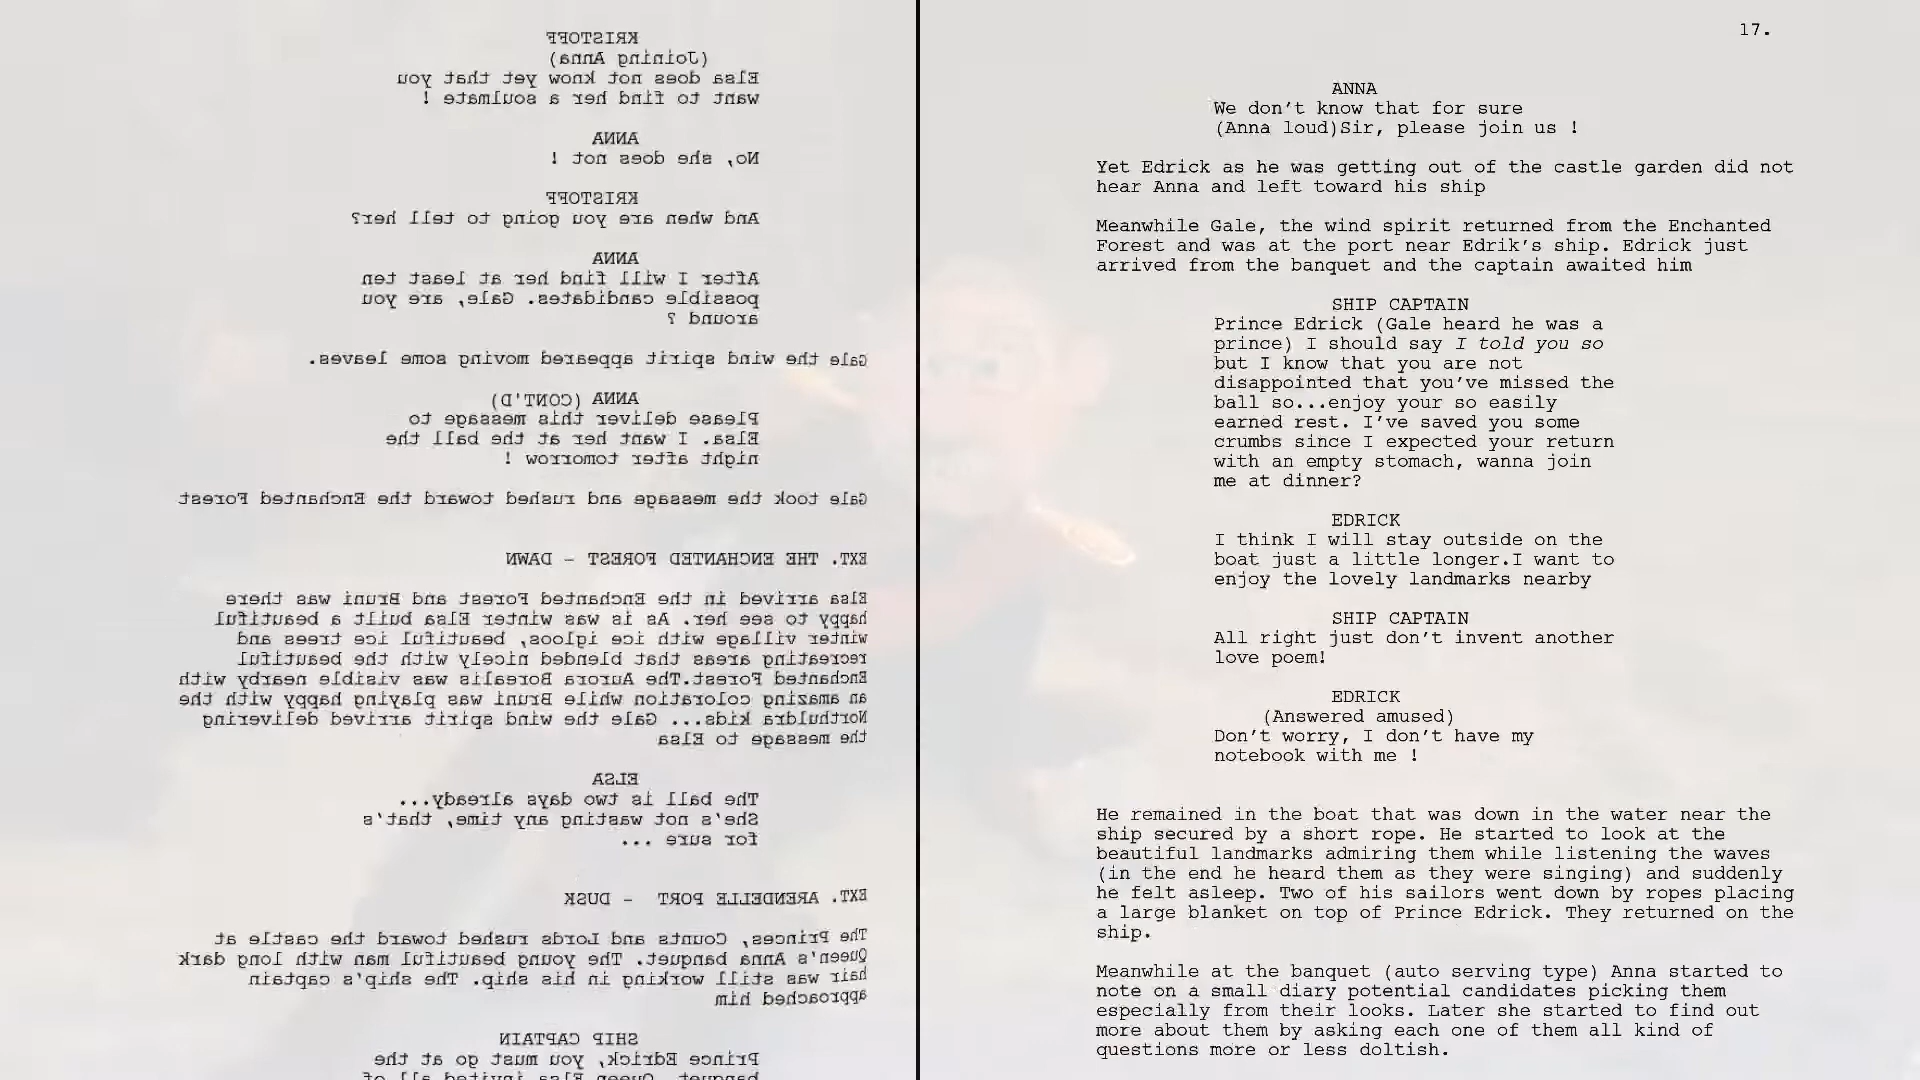 KRISTOFF
(Joining Anna)
Elsa does not know yet that you
want to find her a soulmate !
ANNA
No, she does not !
KRISTOFF
And when are you going to tell her?
ANNA
After I will find her at least ten
possible candidates. Gale, are you
around ?
Gale the wind spirit appeared moving some leaves.
ANNA (CONT'D)
Please deliver this message to
Elsa. I want her at the ball the
night after tomorrow !
Gale took the message and rushed toward the Enchanted Forest
EXT. THE ENCHANTED FOREST - DAWN
Elsa arrived in the Enchanted Forest and Bruni was there
happy to see her. As is was winter Elsa built a beautiful
winter village with ice igloos, beautiful ice trees and
recreating areas that blended nicely with the beautiful
Enchanted Forest.The Aurora Borealis was visible nearby with
an amazing coloration while Bruni was playing happy with the
Northuldra kids... Gale the wind spirit arrived delivering
the message to Elsa
ELSA
The ball is two days already...
She's not wasting any time, that's
for sure ...
EXT. ARENDELLE PORT - DUSK
The Princes, Counts and Lords rushed toward the castle at
Queen's Anna banquet. The young beautiful man with long dark
hair was still working in his ship. The ship's captain
approached him
SHIP CAPTAIN
Prince Edrick, you must go at the
banquet. Queen Elsa invited all of
17.
ANNA
We don't know that for sure
(Anna loud)Sir, please join us !
Yet Edrick as he was getting out of the castle garden did not
hear Anna and left toward his ship
Meanwhile Gale, the wind spirit returned from the Enchanted
Forest and was at the port near Edrik's ship. Edrick just
arrived from the banquet and the captain awaited him
SHIP CAPTAIN
Prince Edrick (Gale heard he was a
prince) I should say I told you so
but I know that you are not
disappointed that you've missed the
ball so...enjoy your so easily
earned rest. I've saved you some
crumbs since I expected your return
with an empty stomach, wanna join
me at dinner?
EDRICK
I think I will stay outside on the
boat just a little longer.I want to
enjoy the lovely landmarks nearby
SHIP CAPTAIN
All right just don't invent another
love poem!
EDRICK
(Answered amused)
Don't worry, I don't have my
notebook with me !
He remained in the boat that was down in the water near the
ship secured by a short rope. He started to look at the
beautiful landmarks admiring them while listening the waves
(in the end he heard them as they were singing) and suddenly
he felt asleep. Two of his sailors went down by ropes placing
a large blanket on top of Prince Edrick. They returned on the
ship.
Meanwhile at the banquet (auto serving type) Anna started to
note on a small diary potential candidates picking them
especially from their looks. Later she started to find out
more about them by asking each one of them all kind of
questions more or less doltish.